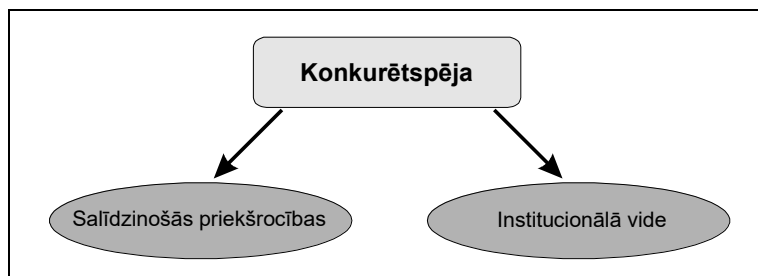 Konkurētspēja
Salīdzinošās priekšrocības
Institucionālā vide